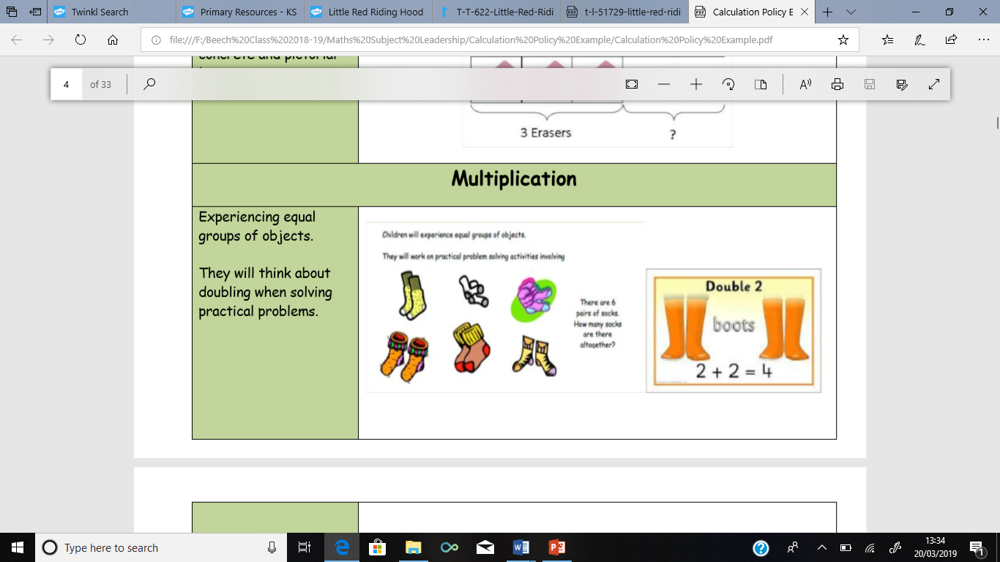 Twinkl Search
Primary Resources - KS
Little Red Riding Hood
T-T-622-Little-Red-Ridi
t-l-51729-little-red-ridi
Calculation Policy E
file:///F:/Beech%20Class%202018-19/Maths%20Subject%20Leadership/Calculation%20Policy%20Example/Calculation%20Policy%20Example.pdf
concrete and pictorial
4 of 33
3 Erasers
?
Multiplication
Experiencing equal
groups of objects.
They will think about
doubling when solving
practical problems.
Children will experience equal groups of objects.
They will work on practical problem solving activities involving
There are 6
pairs of socks.
How many socks
are there
altogether?
Double 2
boots
2 + 2 = 4
Type here to search
13:34
20/03/2019
1